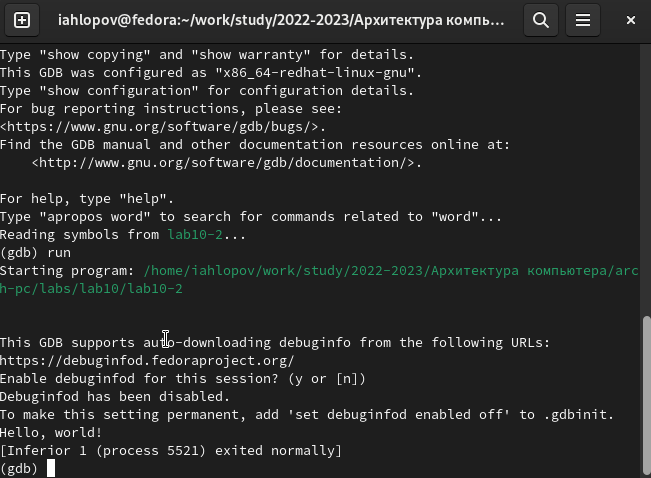 iahlopov@fedora:~/work/study/2022-2023/Архитектура компь...
Type "show copying" and "show warranty" for details.
This GDB was configured as "x86_64-redhat-linux-gnu".
Type "show configuration" for configuration details.
For bug reporting instructions, please see:
<https://www.gnu.org/software/gdb/bugs/>.
Find the GDB manual and other documentation resources online at:
    <http://www.gnu.org/software/gdb/documentation/>.
For help, type "help".
Type "apropos word" to search for commands related to "word"...
Reading symbols from lab10-2...
(gdb) run
Starting program: /home/iahlopov/work/study/2022-2023/Архитектура компьютера/arc
h-pc/labs/lab10/lab10-2
This GDB supports auto-downloading debuginfo from the following URLs:
https://debuginfod.fedoraproject.org/
Enable debuginfod for this session? (y or [n])
Debuginfod has been disabled.
To make this setting permanent, add 'set debuginfod enabled off' to .gdbinit.
Hello, world!
[Inferior 1 (process 5521) exited normally]
(gdb)